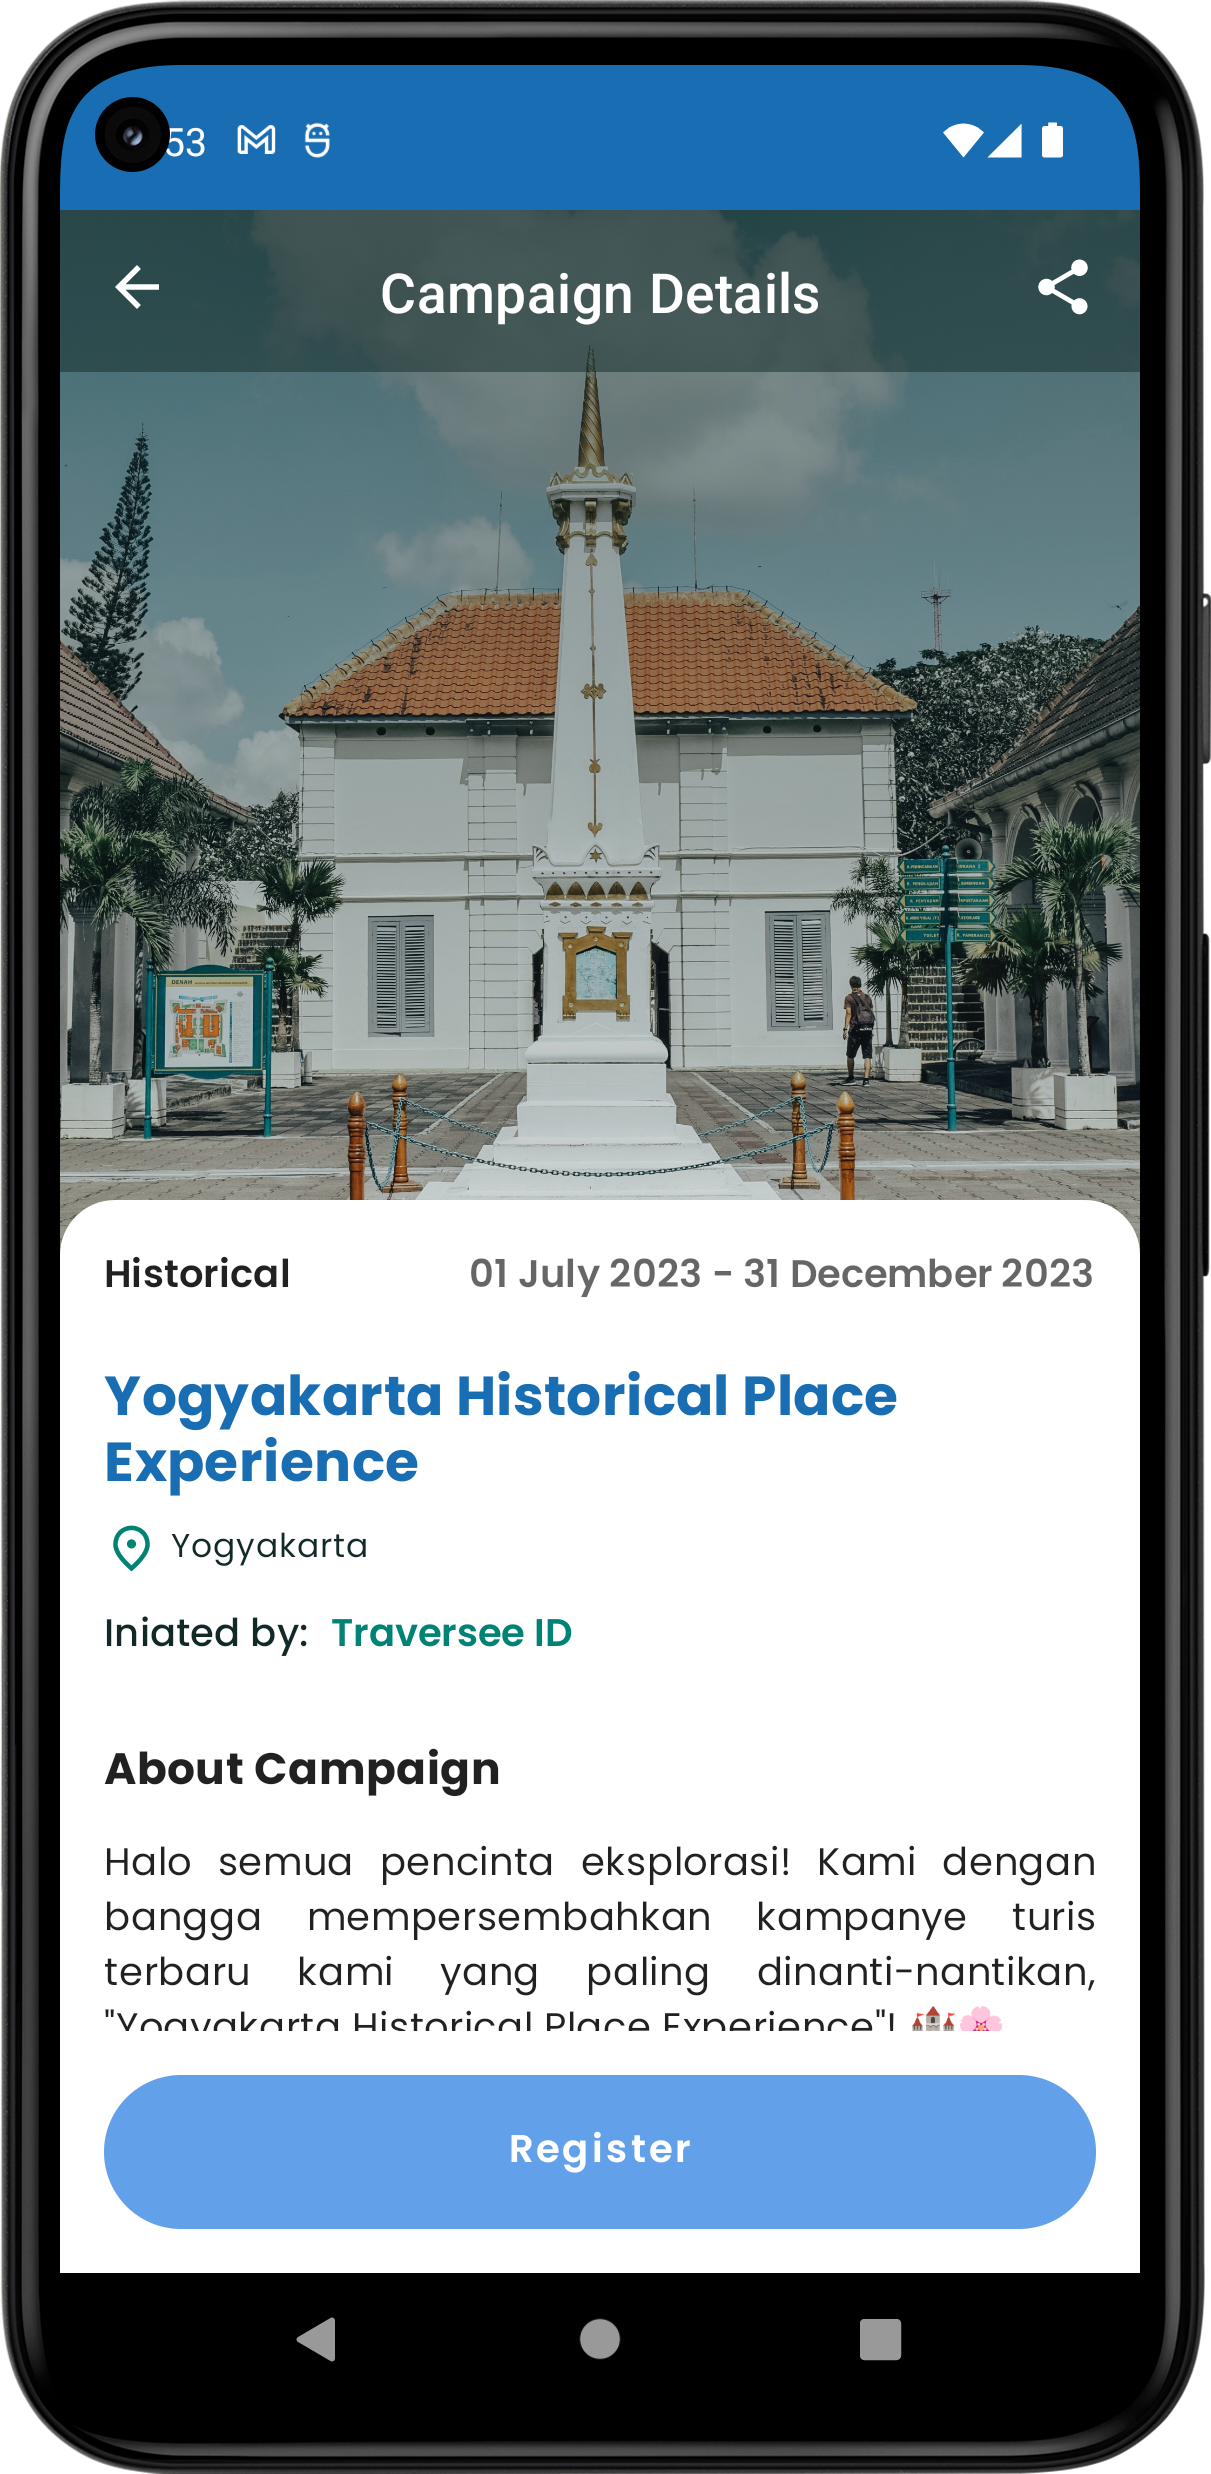 53
Campaign Details
DENAH
TOILET
Historical
01 July 2023 - 31 December 2023
Yogyakarta Historical Place
Experience
Yogyakarta
Iniated by: Traversee ID
About Campaign
Halo semua pencinta eksplorasi! Kami dengan
bangga mempersembahkan kampanye turis
terbaru kami yang paling dinanti-nantikan,
"Yogyakarta Historical Place Experience"! 🏰🌸
Register